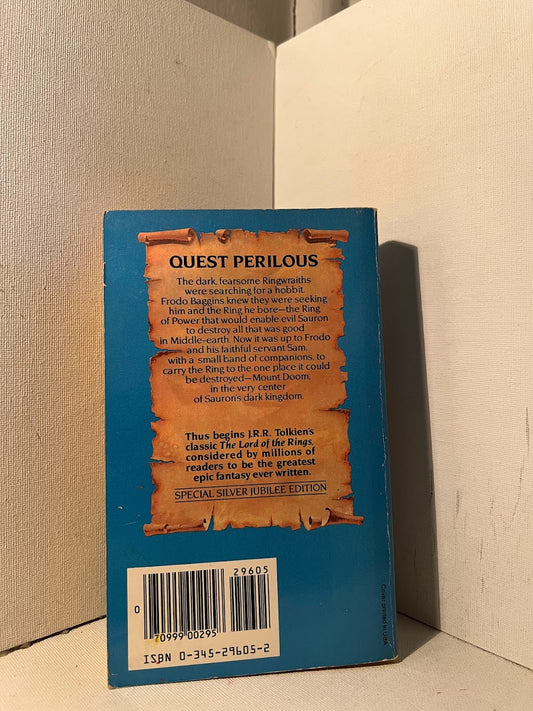 QUEST PERILOUS
The dark, fearsome Ringwraiths
were searching for a hobbit.
Frodo Baggins knew they were seeking
him and the Ring he bore—the Ring
of Power that would enable evil Sauron
to destroy all that was good
in Middle-earth. Now it was up to Frodo
and his faithful servant Sam,
with a small band of companions, to
carry the Ring to the one place it could
be destroyed—Mount Doom,
in the very center
of Sauron's dark kingdom.
Thus begins J.R.R. Tolkien's
classic The Lord of the Rings,
considered by millions of
readers to be the greatest
epic fantasy ever written.
SPECIAL SILVER JUBILEE EDITION
29605
0
70999 00295
ISBN 0-345-29605-2
Cover printed in USA